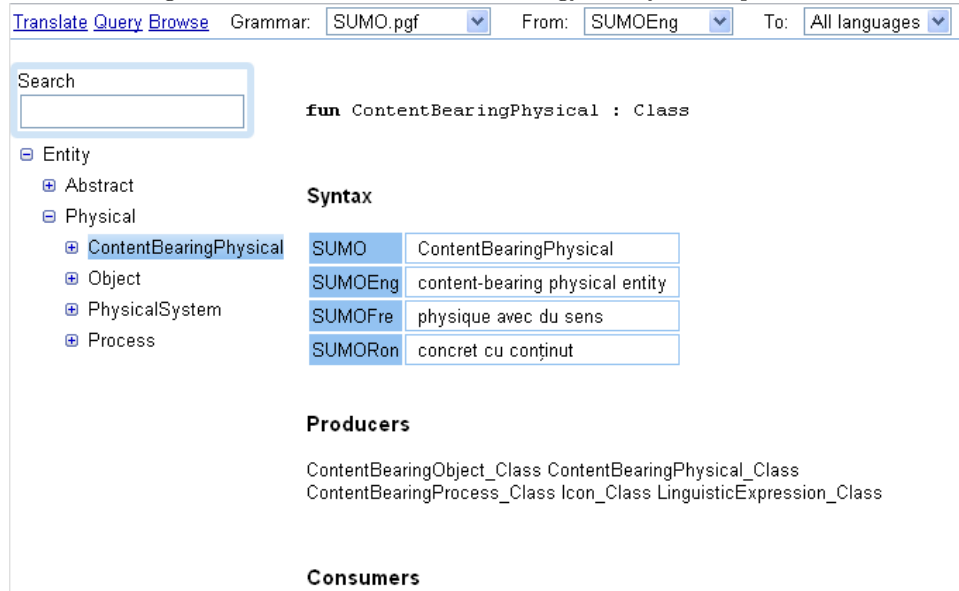 Translate Query Browse Grammar: SUMO.pgf From: SUMOEng To: All languages
Search
fun ContentBearingPhysical : Class
Entity
Abstract
Physical
ContentBearingPhysical
Object
PhysicalSystem
Process
Syntax
SUMO ContentBearingPhysical
SUMOEng content-bearing physical entity
SUMOFre physique avec du sens
SUMORon concret cu conținut
Producers
ContentBearingObject_Class ContentBearingPhysical_Class
ContentBearingProcess_Class Icon_Class LinguisticExpression_Class
Consumers